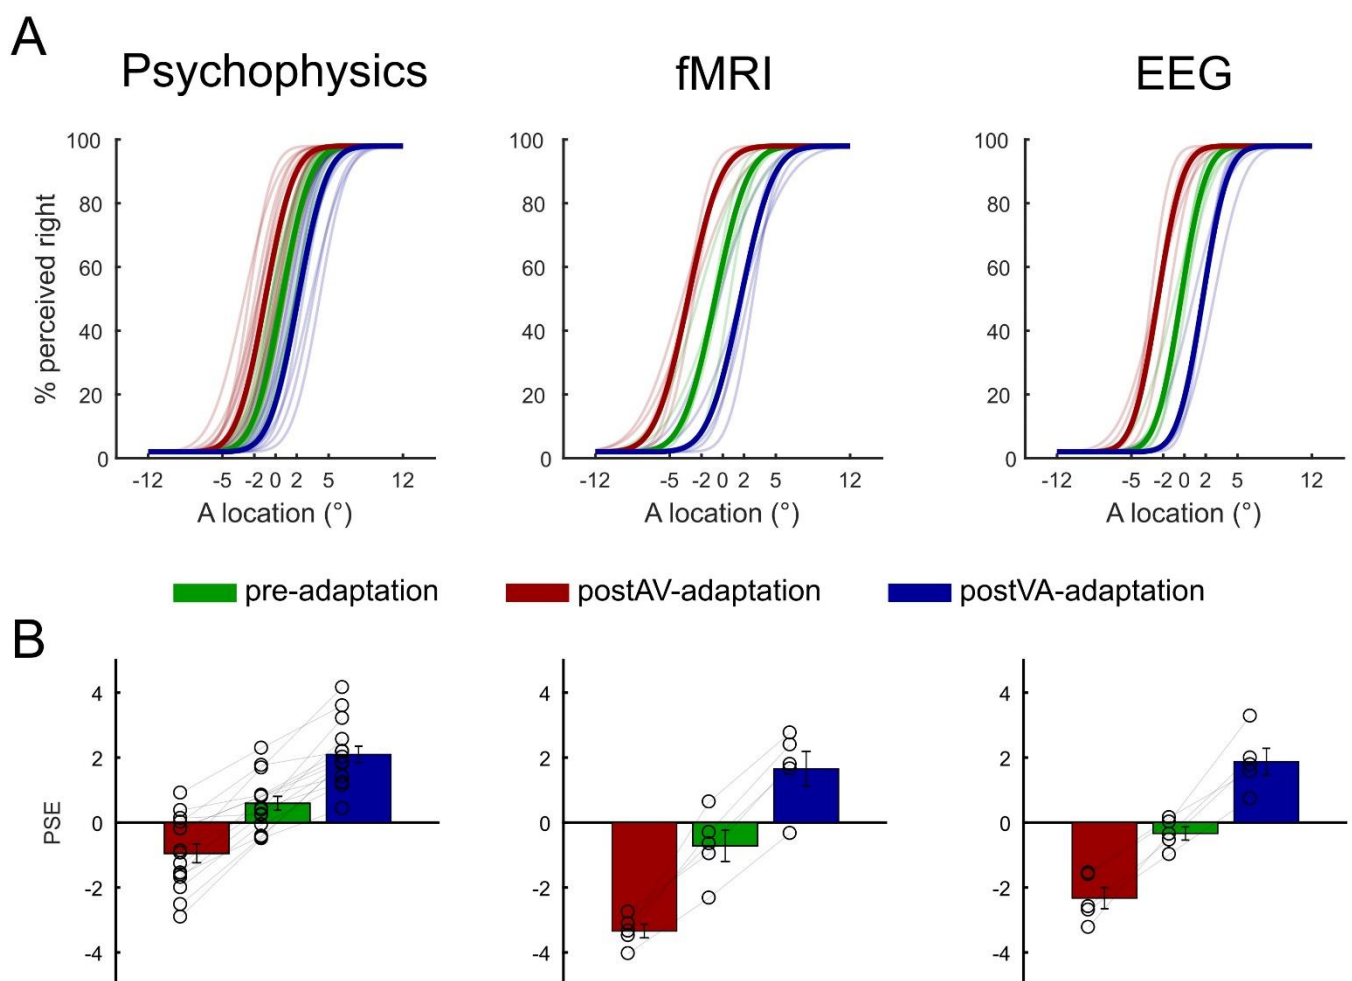 A
Psychophysics fMRI EEG
100 100 100
80 80 80
60 60 60
40 40 40
20 20 20
0 0 0
% perceived right
-12 -5 -2 0 2 5 12 -12 -5 -2 0 2 5 12 -12 -5 -2 0 2 5 12
A location (°) A location (°) A location (°)
pre-adaptation postAV-adaptation postVA-adaptation
B
4 4 4
2 2 2
0 0 0
-2 -2 -2
-4 -4 -4
PSE